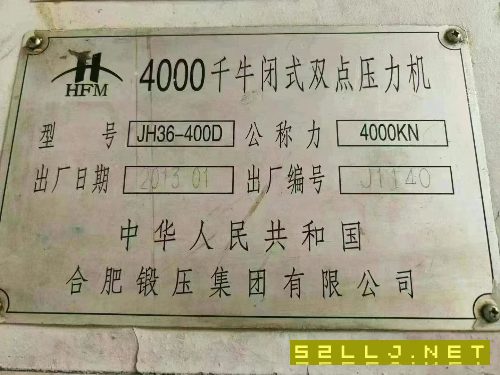 HFM
4000千牛闭式双点压力机
型号 JH36-400D 公称力 4000KN
出厂日期 2013 01 出厂编号 J1140
中华人民共和国
合肥锻压集团有限公司
52LLJ.NET